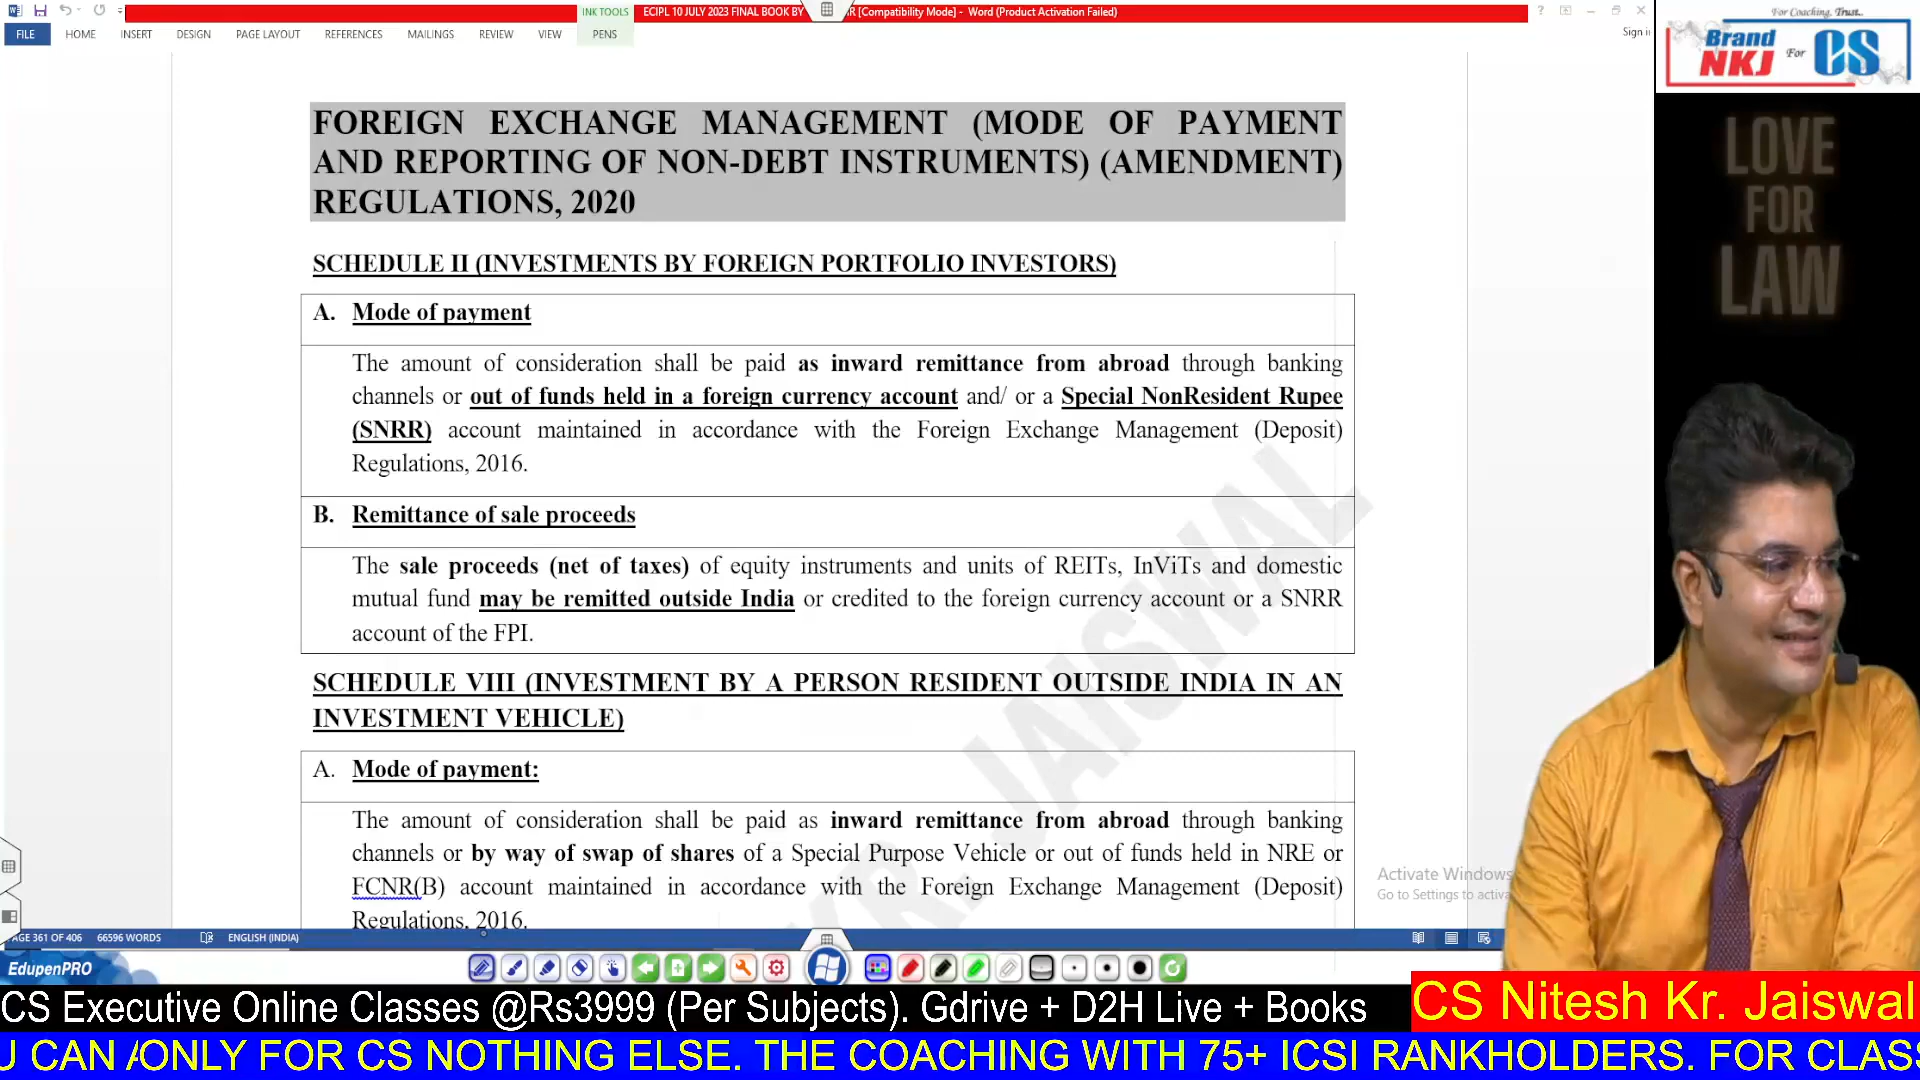 INK TOOLS
ECIPL 10 JULY 2023 FINAL BOOK BY
R [Compatibility Mode] - Word (Product Activation Failed)
FILE HOME INSERT DESIGN PAGE LAYOUT REFERENCES MAILINGS REVIEW VIEW PENS
Sign i
For Coaching, Trust..
Brand NKJ For CS
LOVE
FOR
LAW
FOREIGN EXCHANGE MANAGEMENT (MODE OF PAYMENT
AND REPORTING OF NON-DEBT INSTRUMENTS) (AMENDMENT)
REGULATIONS, 2020
SCHEDULE II (INVESTMENTS BY FOREIGN PORTFOLIO INVESTORS)
A. Mode of payment
The amount of consideration shall be paid as inward remittance from abroad through banking
channels or out of funds held in a foreign currency account and/ or a Special NonResident Rupee
(SNRR) account maintained in accordance with the Foreign Exchange Management (Deposit)
Regulations, 2016.
B. Remittance of sale proceeds
The sale proceeds (net of taxes) of equity instruments and units of REITs, InViTs and domestic
mutual fund may be remitted outside India or credited to the foreign currency account or a SNRR
account of the FPI.
SCHEDULE VIII (INVESTMENT BY A PERSON RESIDENT OUTSIDE INDIA IN AN
INVESTMENT VEHICLE)
A. Mode of payment:
The amount of consideration shall be paid as inward remittance from abroad through banking
channels or by way of swap of shares of a Special Purpose Vehicle or out of funds held in NRE or
FCNR(B) account maintained in accordance with the Foreign Exchange Management (Deposit)
Regulations, 2016.
KR. JAISWAL
Activate Windows
Go to Settings to activa
AGE 361 OF 406 66596 WORDS ENGLISH (INDIA)
EdupenPRO
CS Executive Online Classes @Rs3999 (Per Subjects). Gdrive + D2H Live + Books
CS Nitesh Kr. Jaiswal
J CAN A ONLY FOR CS NOTHING ELSE. THE COACHING WITH 75+ ICSI RANKHOLDERS. FOR CLASS